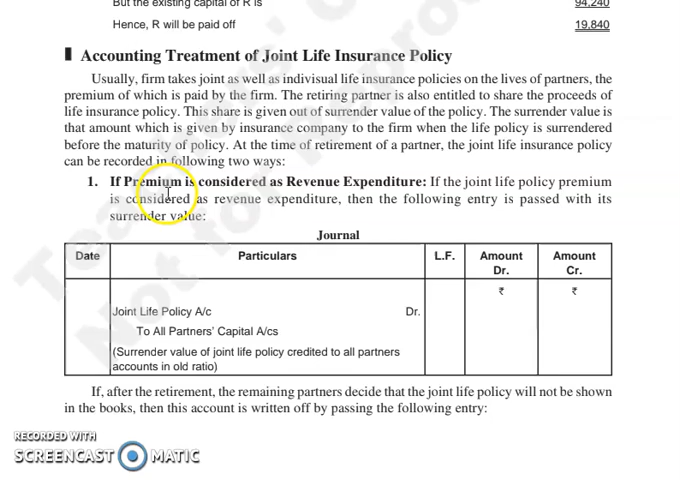 But the existing capital of R is 94,240
Hence, R will be paid off 19,840
Accounting Treatment of Joint Life Insurance Policy
Usually, firm takes joint as well as indivisual life insurance policies on the lives of partners, the
premium of which is paid by the firm. The retiring partner is also entitled to share the proceeds of
life insurance policy. This share is given out of surrender value of the policy. The surrender value is
that amount which is given by insurance company to the firm when the life policy is surrendered
before the maturity of policy. At the time of retirement of a partner, the joint life insurance policy
can be recorded in following two ways:
1. If Premium is considered as Revenue Expenditure: If the joint life policy premium
is considered as revenue expenditure, then the following entry is passed with its
surrender value:
Journal
Date Particulars L.F. Amount Dr. Amount Cr.
₹ ₹
Joint Life Policy A/c Dr.
To All Partners' Capital A/cs
(Surrender value of joint life policy credited to all partners
accounts in old ratio)
If, after the retirement, the remaining partners decide that the joint life policy will not be shown
in the books, then this account is written off by passing the following entry:
RECORDED WITH
SCREENCAST MATIC